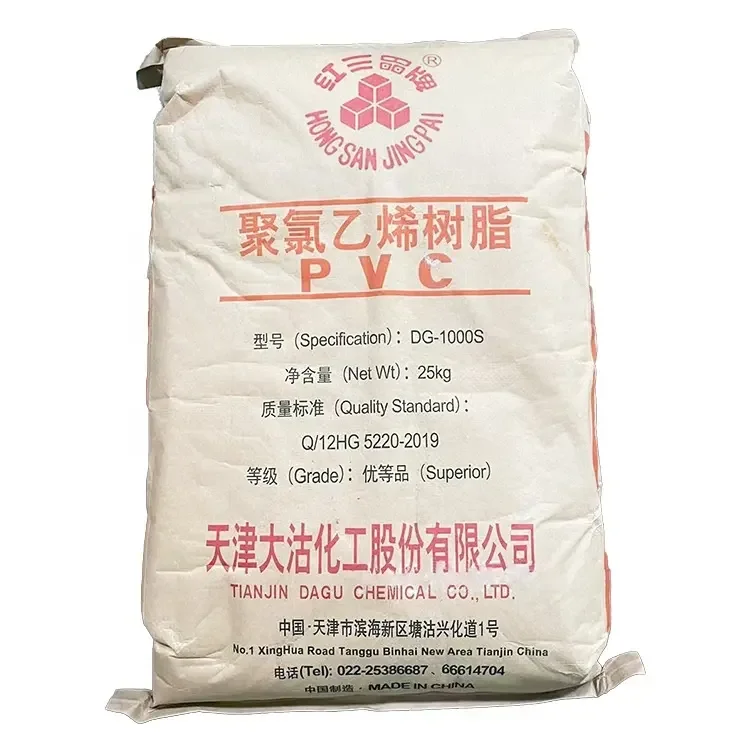 红三晶牌®
HONG SAN JING PAI
聚氯乙烯树脂
PVC
型号 (Specification)：DG-1000S
净含量 (Net Wt)：25kg
质量标准 (Quality Standard)：
Q/12HG 5220-2019
等级 (Grade)：优等品 (Superior)
天津大沽化工股份有限公司
TIANJIN DAGU CHEMICAL CO., LTD.
中国·天津市滨海新区塘沽兴化道1号
No.1 XingHua Road Tanggu Binhai New Area Tianjin China
电话(Tel): 022-25386687、66614704
中国制造·MADE IN CHINA